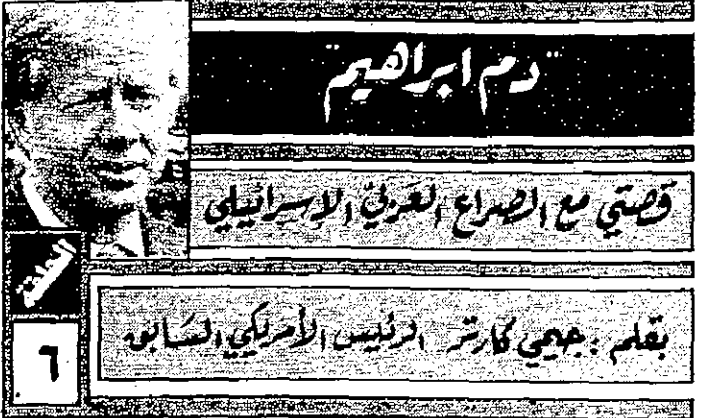 "دم ابراهيم"
قصتي مع الصراع العربي الإسرائيلي
بقلم : جيمي كارتر الرئيس الأمريكي السابق
الحلقة
٦